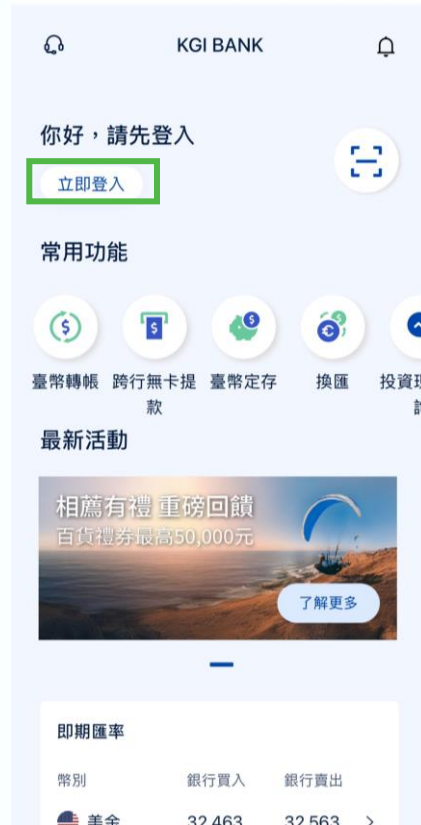 KGI BANK
你好，請先登入
立即登入
常用功能
臺幣轉帳 跨行無卡提款 臺幣定存 換匯 投資
最新活動
相薦有禮 重磅回饋
百貨禮券最高50,000元
了解更多
即期匯率
幣別 銀行買入 銀行賣出
美金 32.463 32.563